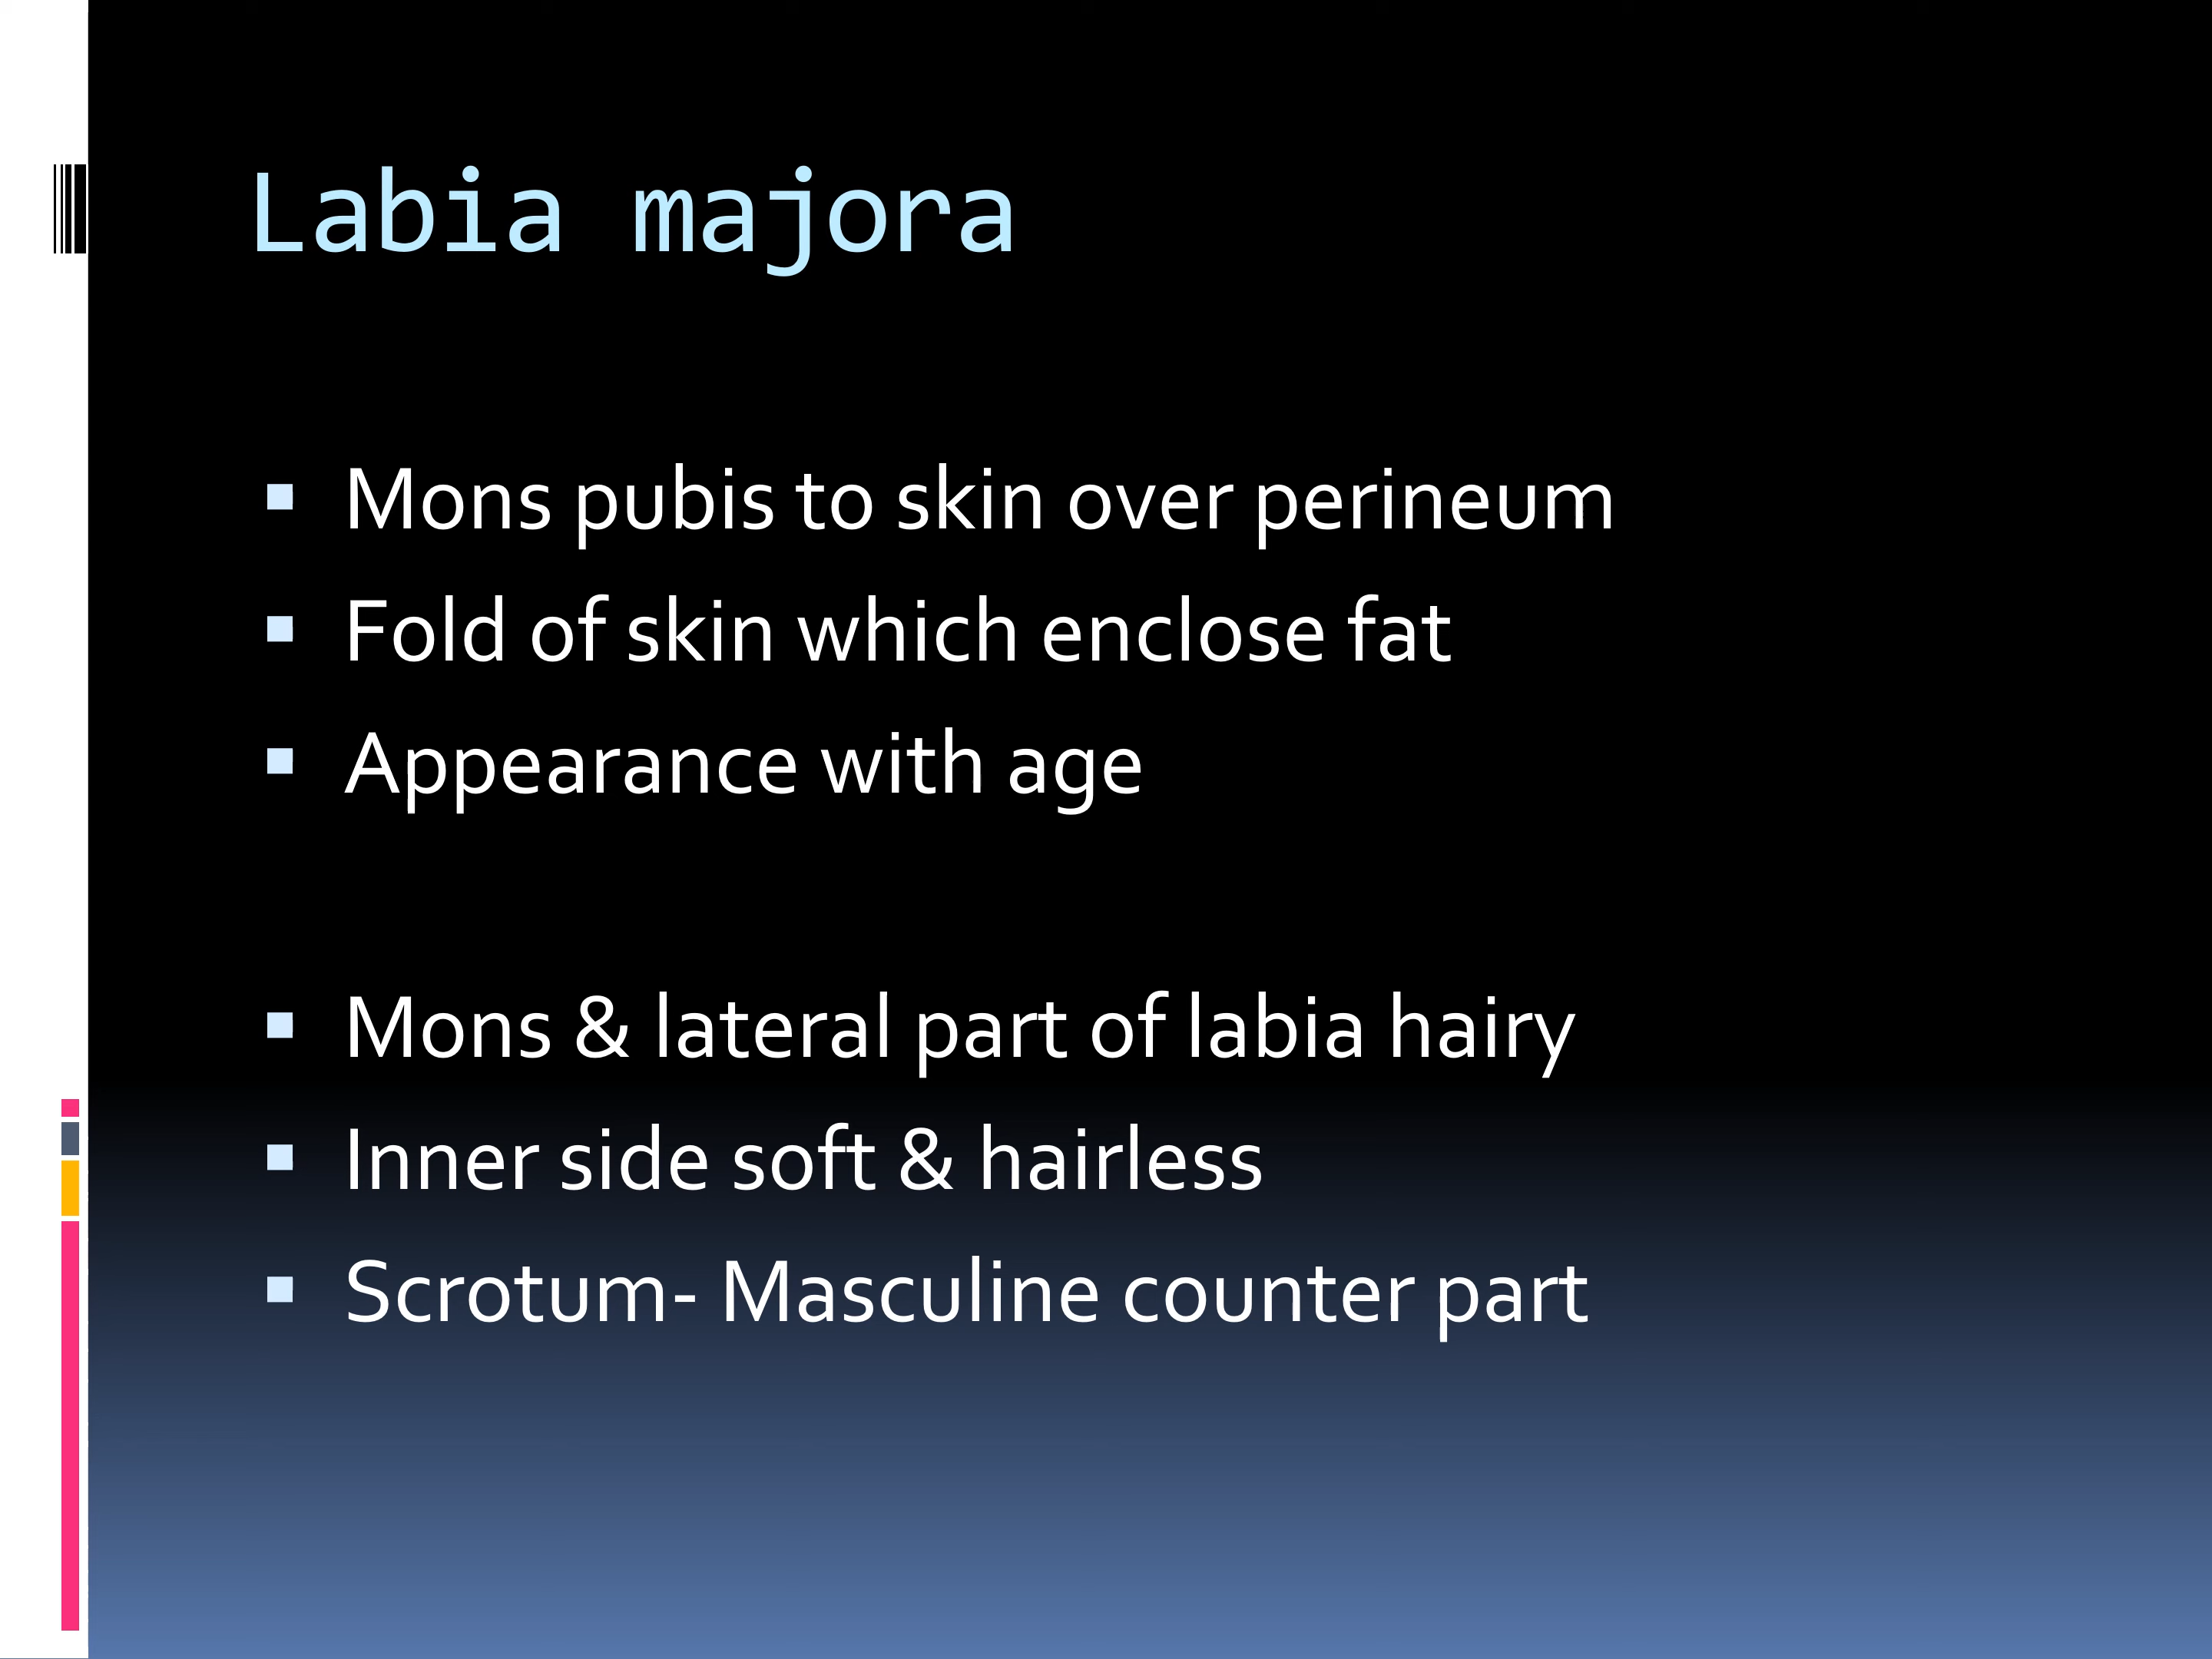 Labia majora
Mons pubis to skin over perineum
Fold of skin which enclose fat
Appearance with age
Mons & lateral part of labia hairy
Inner side soft & hairless
Scrotum- Masculine counter part